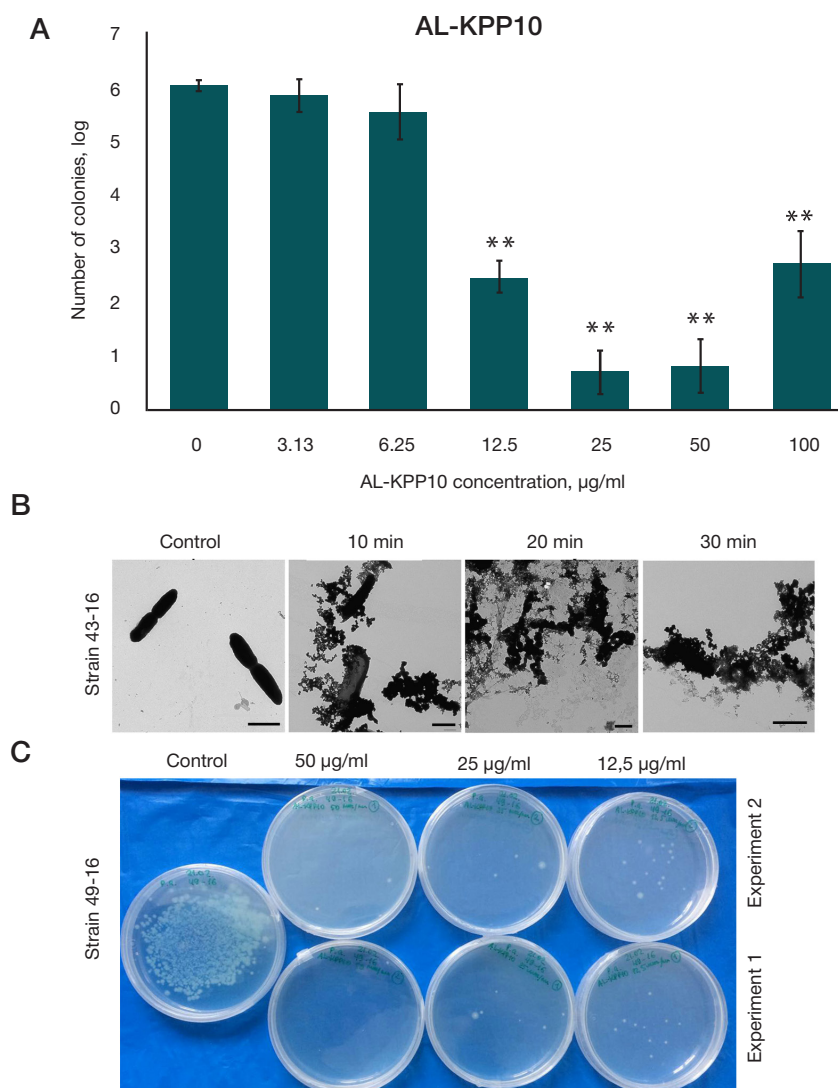 A
AL-KPP10
Number of colonies, log
7
6
5
4
3
2
1
0
**
**
**
**
0 3.13 6.25 12.5 25 50 100
AL-KPP10 concentration, µg/ml
B
Control 10 min 20 min 30 min
Strain 43-16
C
Control 50 µg/ml 25 µg/ml 12,5 µg/ml
Strain 49-16
Experiment 2
Experiment 1